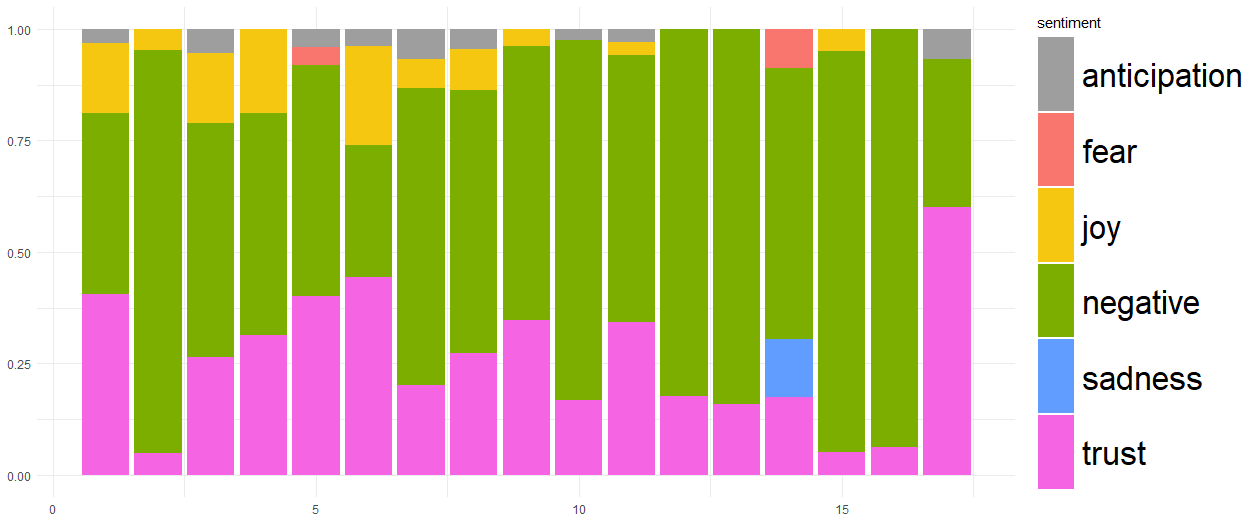 sentiment
anticipation
fear
joy
negative
sadness
trust
1.00
0.75
0.50
0.25
0.00
0
5
10
15